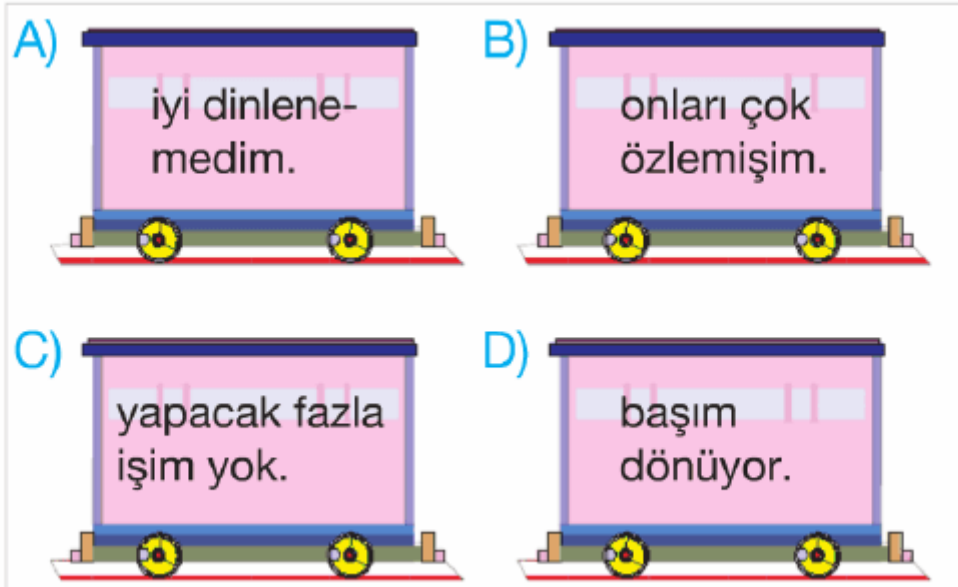 A)
iyi dinlene-
medim.
B)
onları çok
özlemişim.
C)
yapacak fazla
işim yok.
D)
başım
dönüyor.